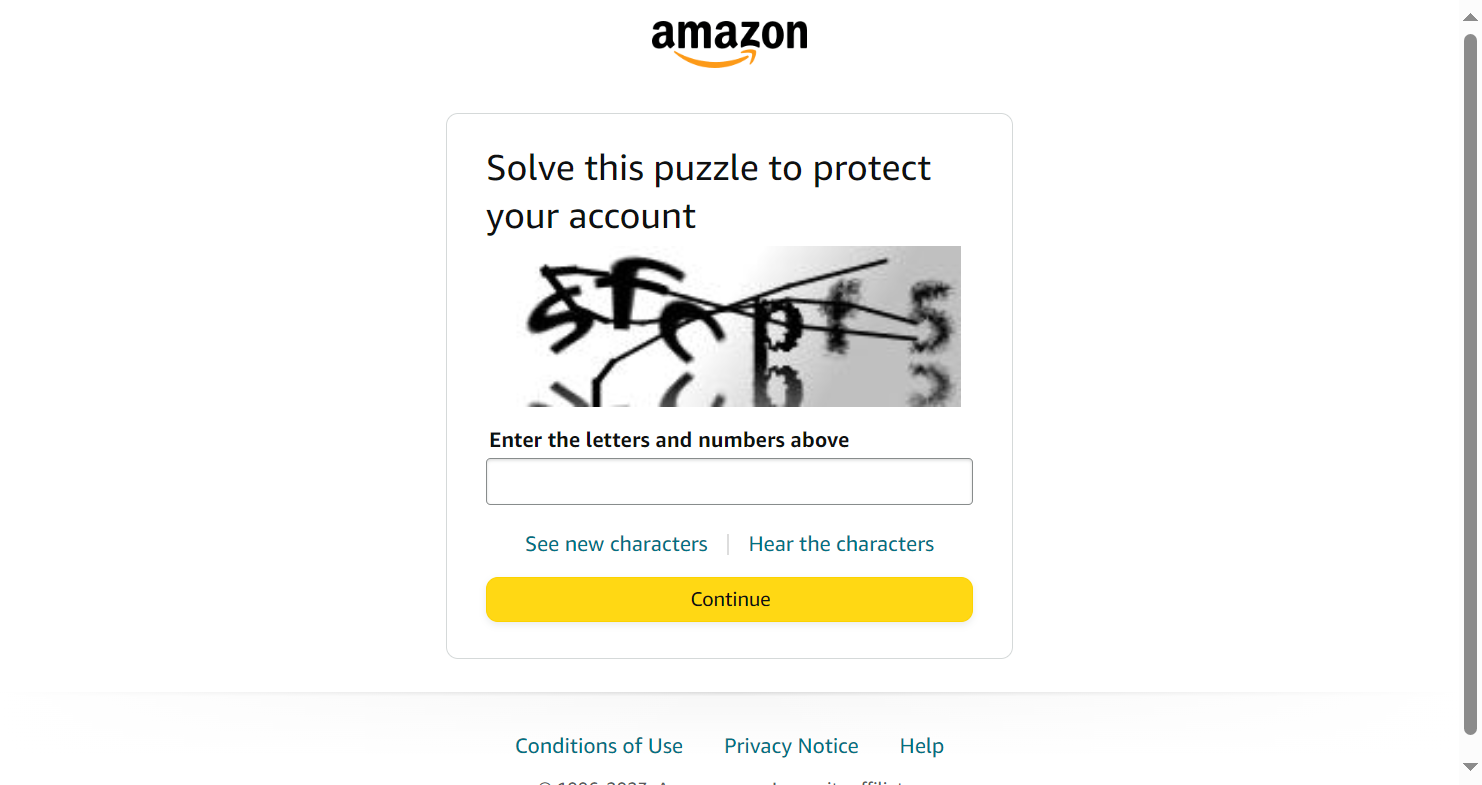 amazon
Solve this puzzle to protect
your account
Enter the letters and numbers above
See new characters | Hear the characters
Continue
Conditions of Use Privacy Notice Help